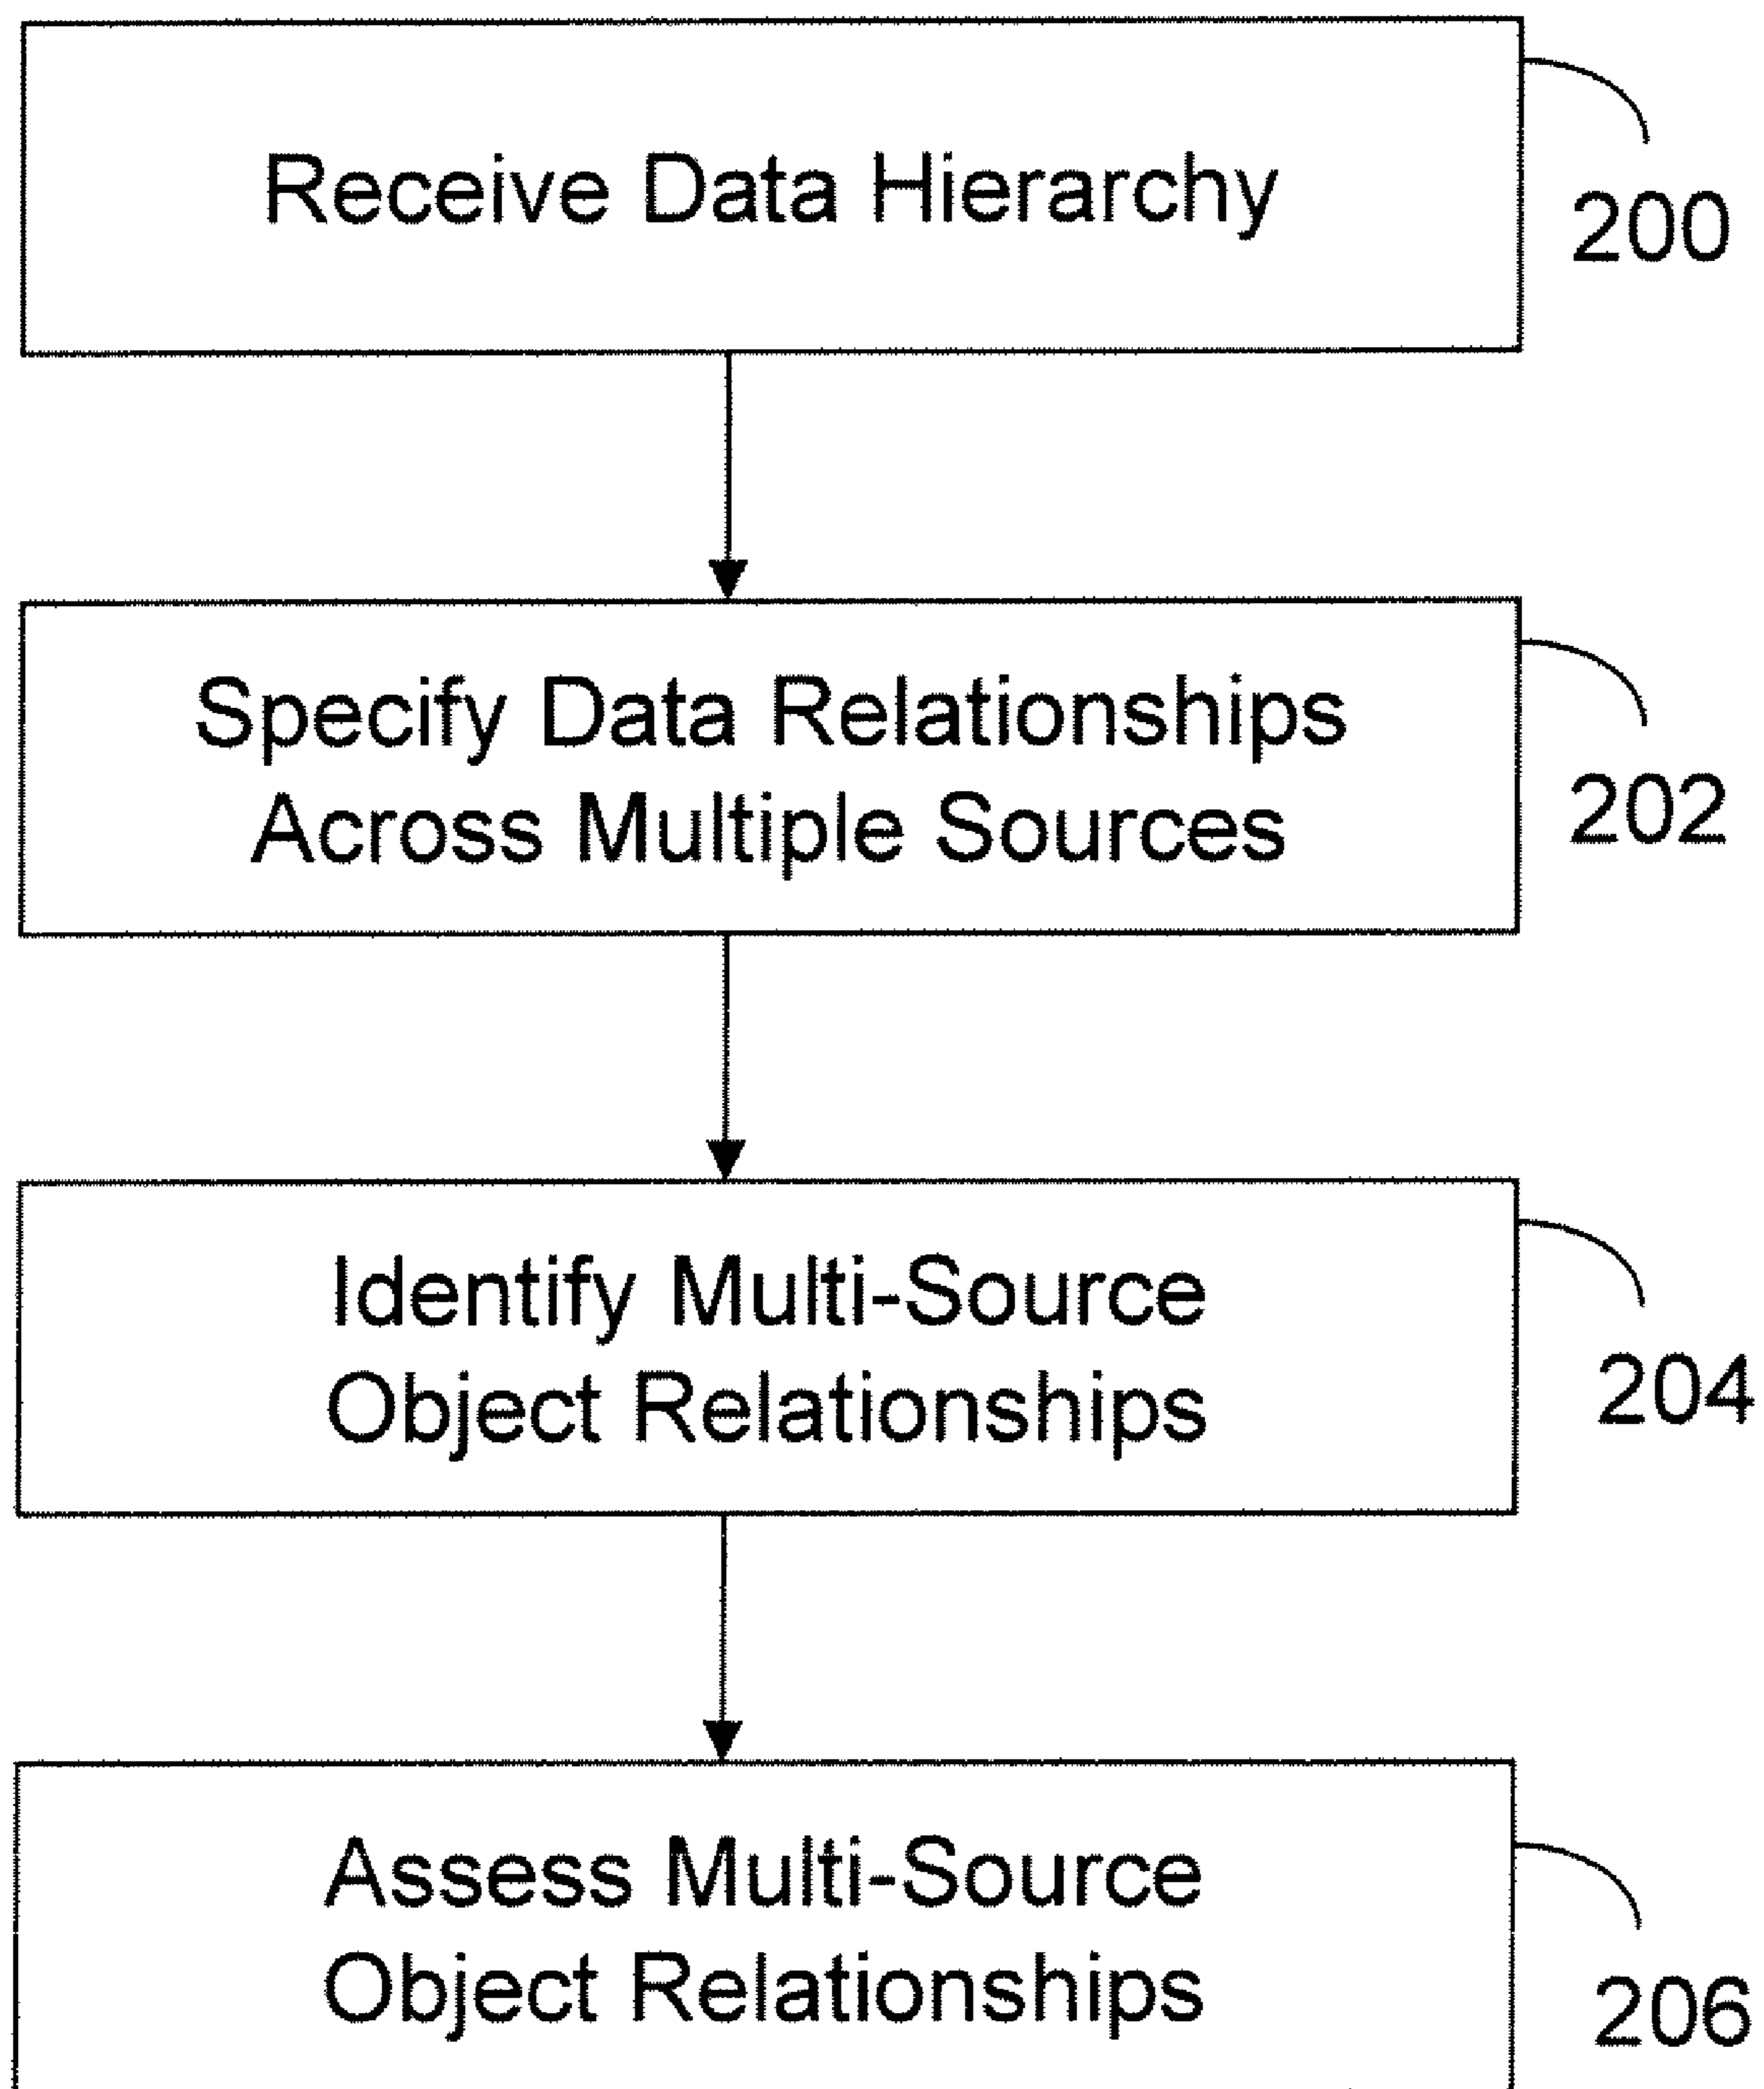 Receive Data Hierarchy
200
Specify Data Relationships
Across Multiple Sources
202
Identify Multi-Source
Object Relationships
204
Assess Multi-Source
Object Relationships
206